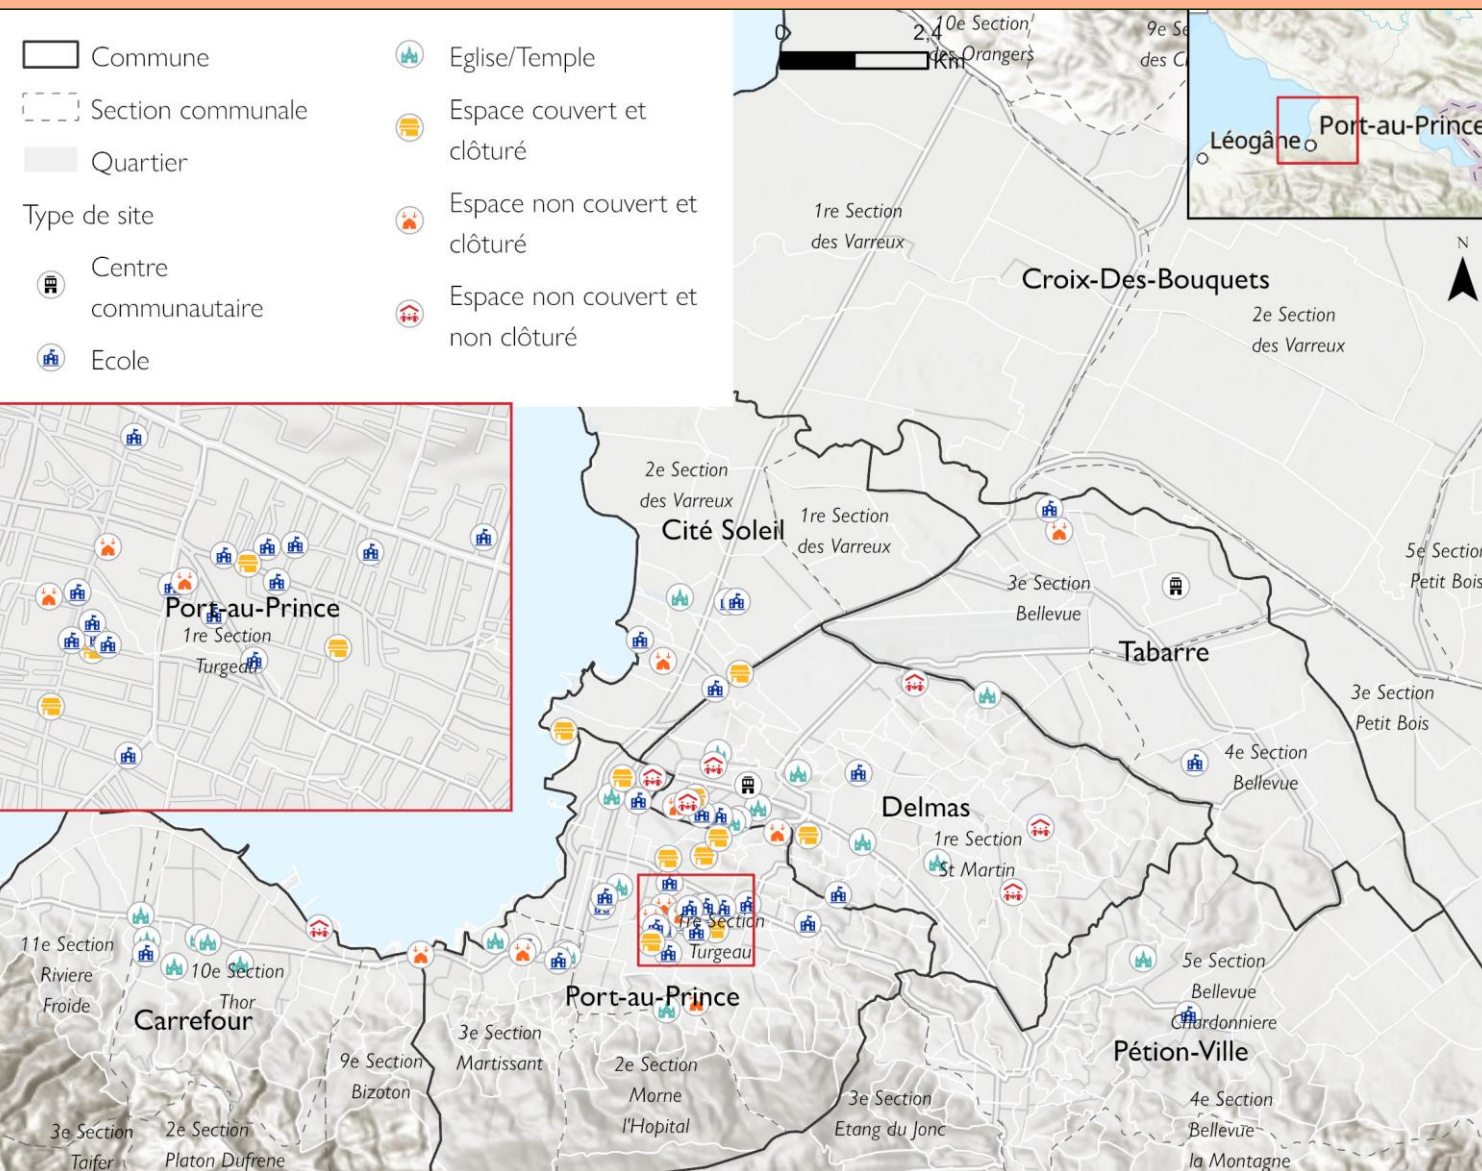 Commune
Section communale
Quartier
Type de site
Centre
communautaire
Ecole
Eglise/Temple
Espace couvert et
clôturé
Espace non couvert et
clôturé
Espace non couvert et
non clôturé
0
2,4
Km
10e Section
des Orangers
9e Se
des C
Léogâne
Port-au-Prince
N
1re Section
des Varreux
Croix-Des-Bouquets
2e Section
des Varreux
2e Section
des Varreux
Cité Soleil
1re Section
des Varreux
5e Section
Petit Bois
3e Section
Bellevue
Tabarre
3e Section
Petit Bois
4e Section
Bellevue
Port-au-Prince
1re Section
Turgeau
Delmas
1re Section
St Martin
1re Section
Turgeau
11e Section
Riviere
Froide
10e Section
Thor
Carrefour
Port-au-Prince
5e Section
Bellevue
Chardonniere
Pétion-Ville
3e Section
Martissant
9e Section
Bizoton
2e Section
Morne
l'Hopital
3e Section
Etang du Jonc
4e Section
Bellevue
la Montagne
3e Section
Taifer
2e Section
Platon Dufrene